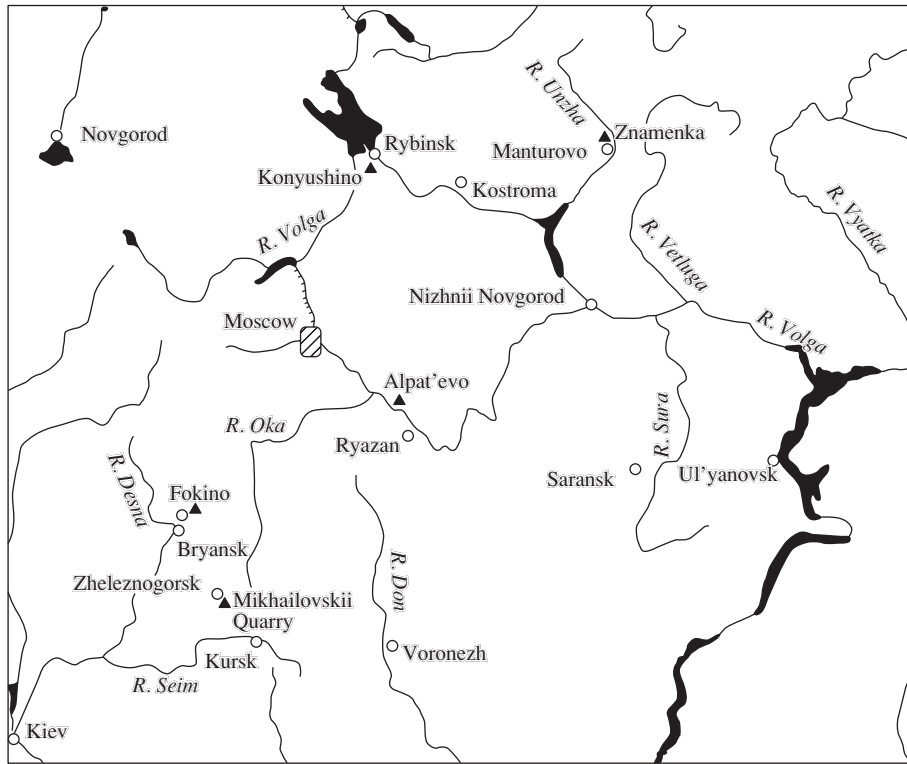 R. Unzha
Novgorod
Znamenka
Rybinsk
Manturovo
Konyushino
Kostroma
R. Volga
R. Vyatka
R. Vetluga
Nizhnii Novgorod
Moscow
R. Volga
Alpat’evo
R. Oka
Ryazan
R. Sura
R. Desna
Saransk
Ul’yanovsk
Fokino
Bryansk
R. Don
Zheleznogorsk
Mikhailovskii
Quarry
Kursk
Voronezh
R. Seim
Kiev